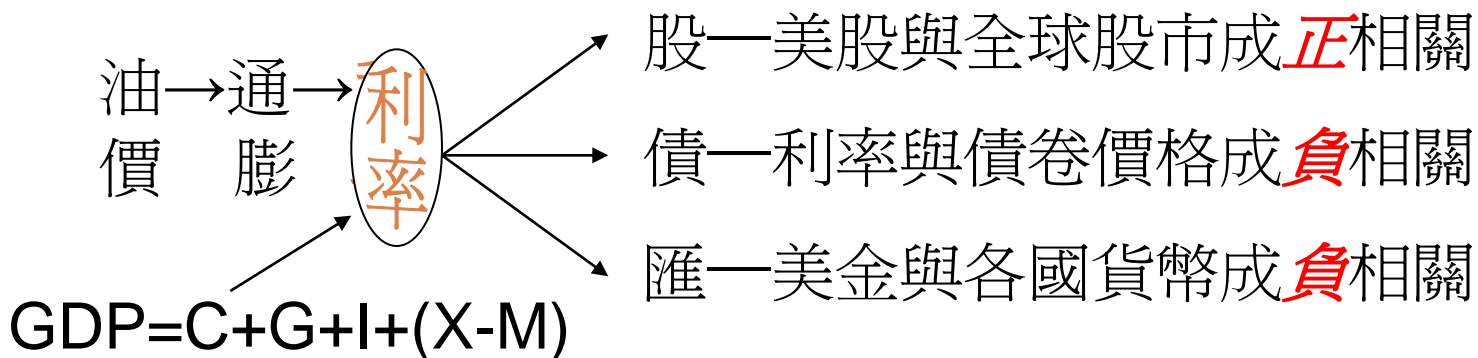 油價→通膨→利率
股—美股與全球股市成正相關
債—利率與債卷價格成負相關
匯—美金與各國貨幣成負相關
GDP=C+G+I+(X-M)